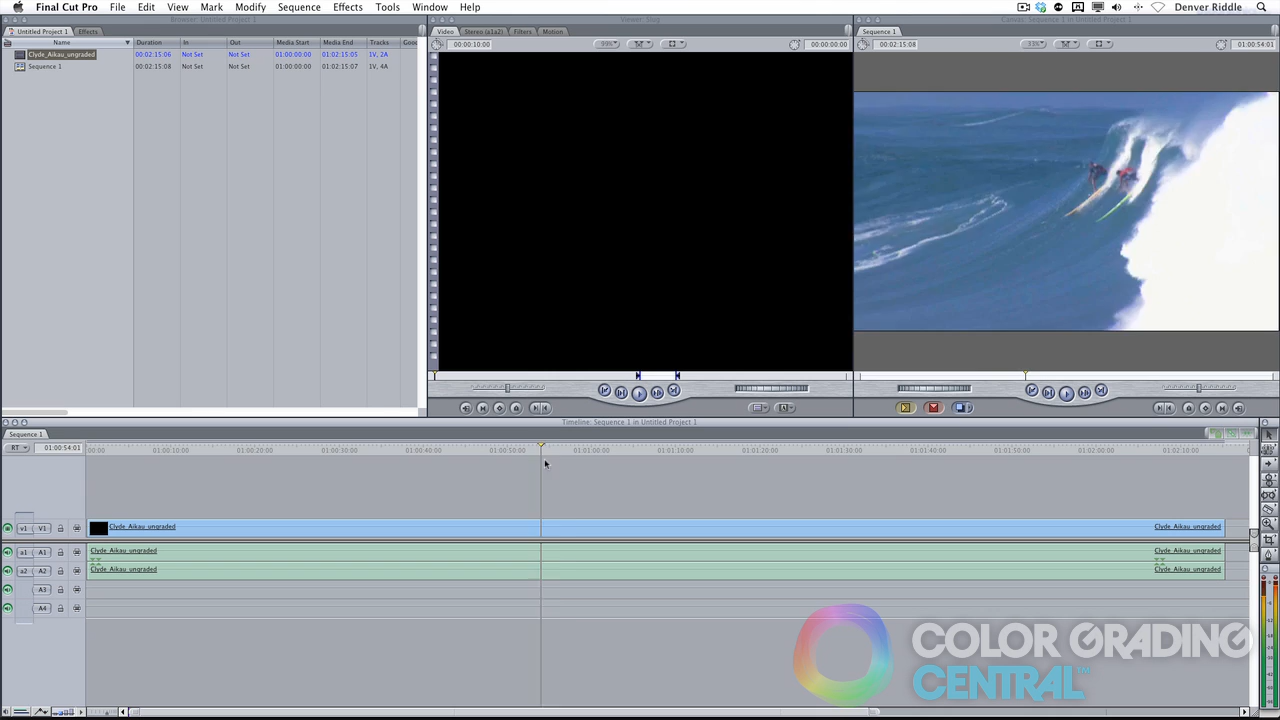 Final Cut Pro File Edit View Mark Modify Sequence Effects Tools Window Help Denver Riddle
Browser: Untitled Project 1 Viewer: Slug Canvas: Sequence 1 in Untitled Project 1
Untitled Project 1 Effects Video Stereo (a1a2) Filters Motion Sequence 1
Name Duration In Out Media Start Media End Tracks Good
00:00:10:00 99% 00:00:00:00 00:02:15:08 33% 01:00:54:01
Clyde_Aikau_ungraded 00:02:15:06 Not Set Not Set 01:00:00:00 01:02:15:05 1V, 2A
Sequence 1 00:02:15:08 Not Set Not Set 01:00:00:00 01:02:15:07 1V, 4A
Timeline: Sequence 1 in Untitled Project 1
Sequence 1
RT 01:00:54:01 00:00 01:00:10:00 01:00:20:00 01:00:30:00 01:00:40:00 01:00:50:00 01:01:00:00 01:01:10:00 01:01:20:00 01:01:30:00 01:01:40:00 01:01:50:00 01:02:00:00 01:02:10:00
v1 V1 Clyde_Aikau_ungraded Clyde_Aikau_ungraded
a1 A1 Clyde_Aikau_ungraded Clyde_Aikau_ungraded
a2 A2 Clyde_Aikau_ungraded Clyde_Aikau_ungraded
A3
A4
COLOR GRADING
CENTRAL™